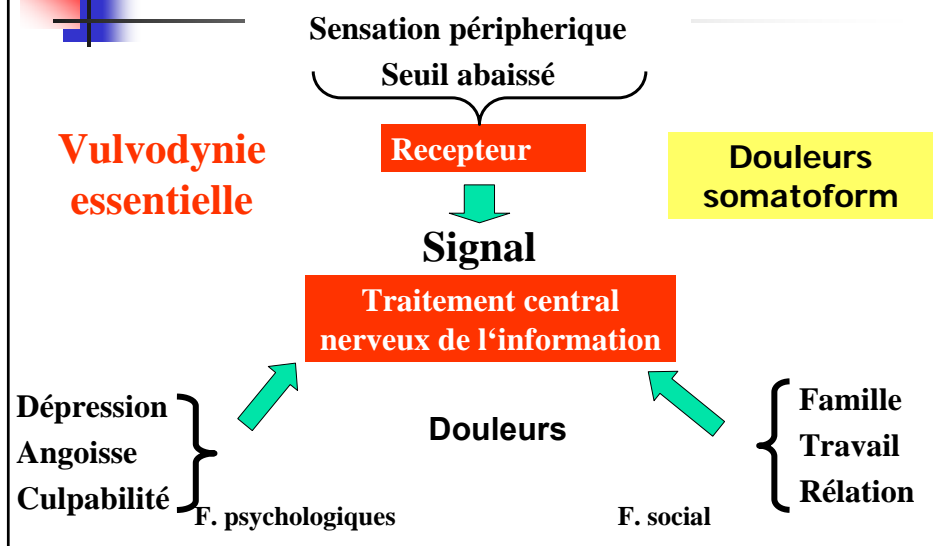 Sensation péripherique
Seuil abaissé
Vulvodynie
essentielle
Recepteur
Douleurs
somatoform
Signal
Traitement central
nerveux de l‘information
Dépression
Angoisse
Culpabilité
F. psychologiques
Douleurs
F. social
Famille
Travail
Rélation